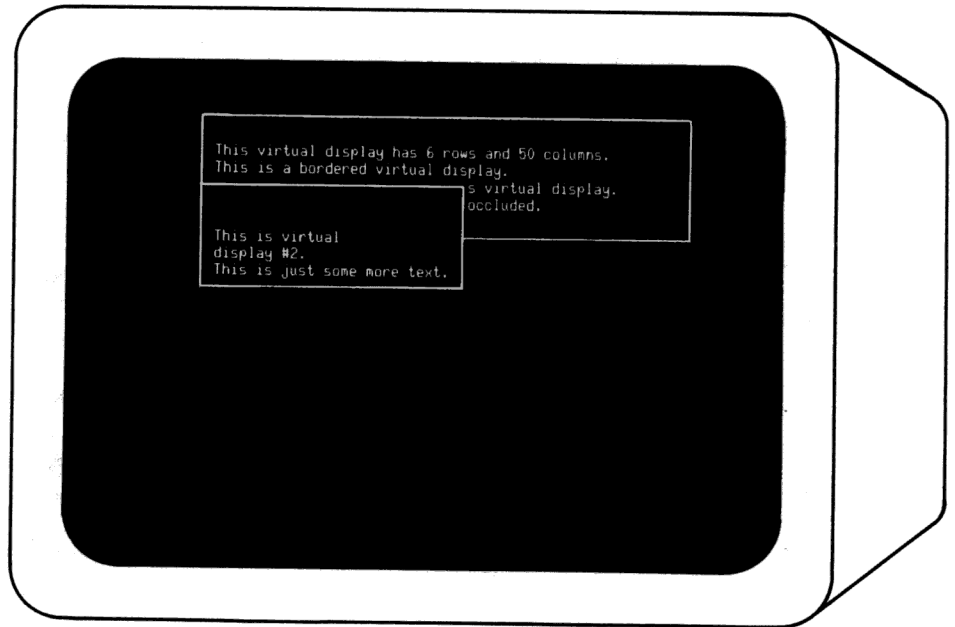 This virtual display has 6 rows and 50 columns.
This is a bordered virtual display.
s virtual display.
occluded.
This is virtual
display #2.
This is just some more text.